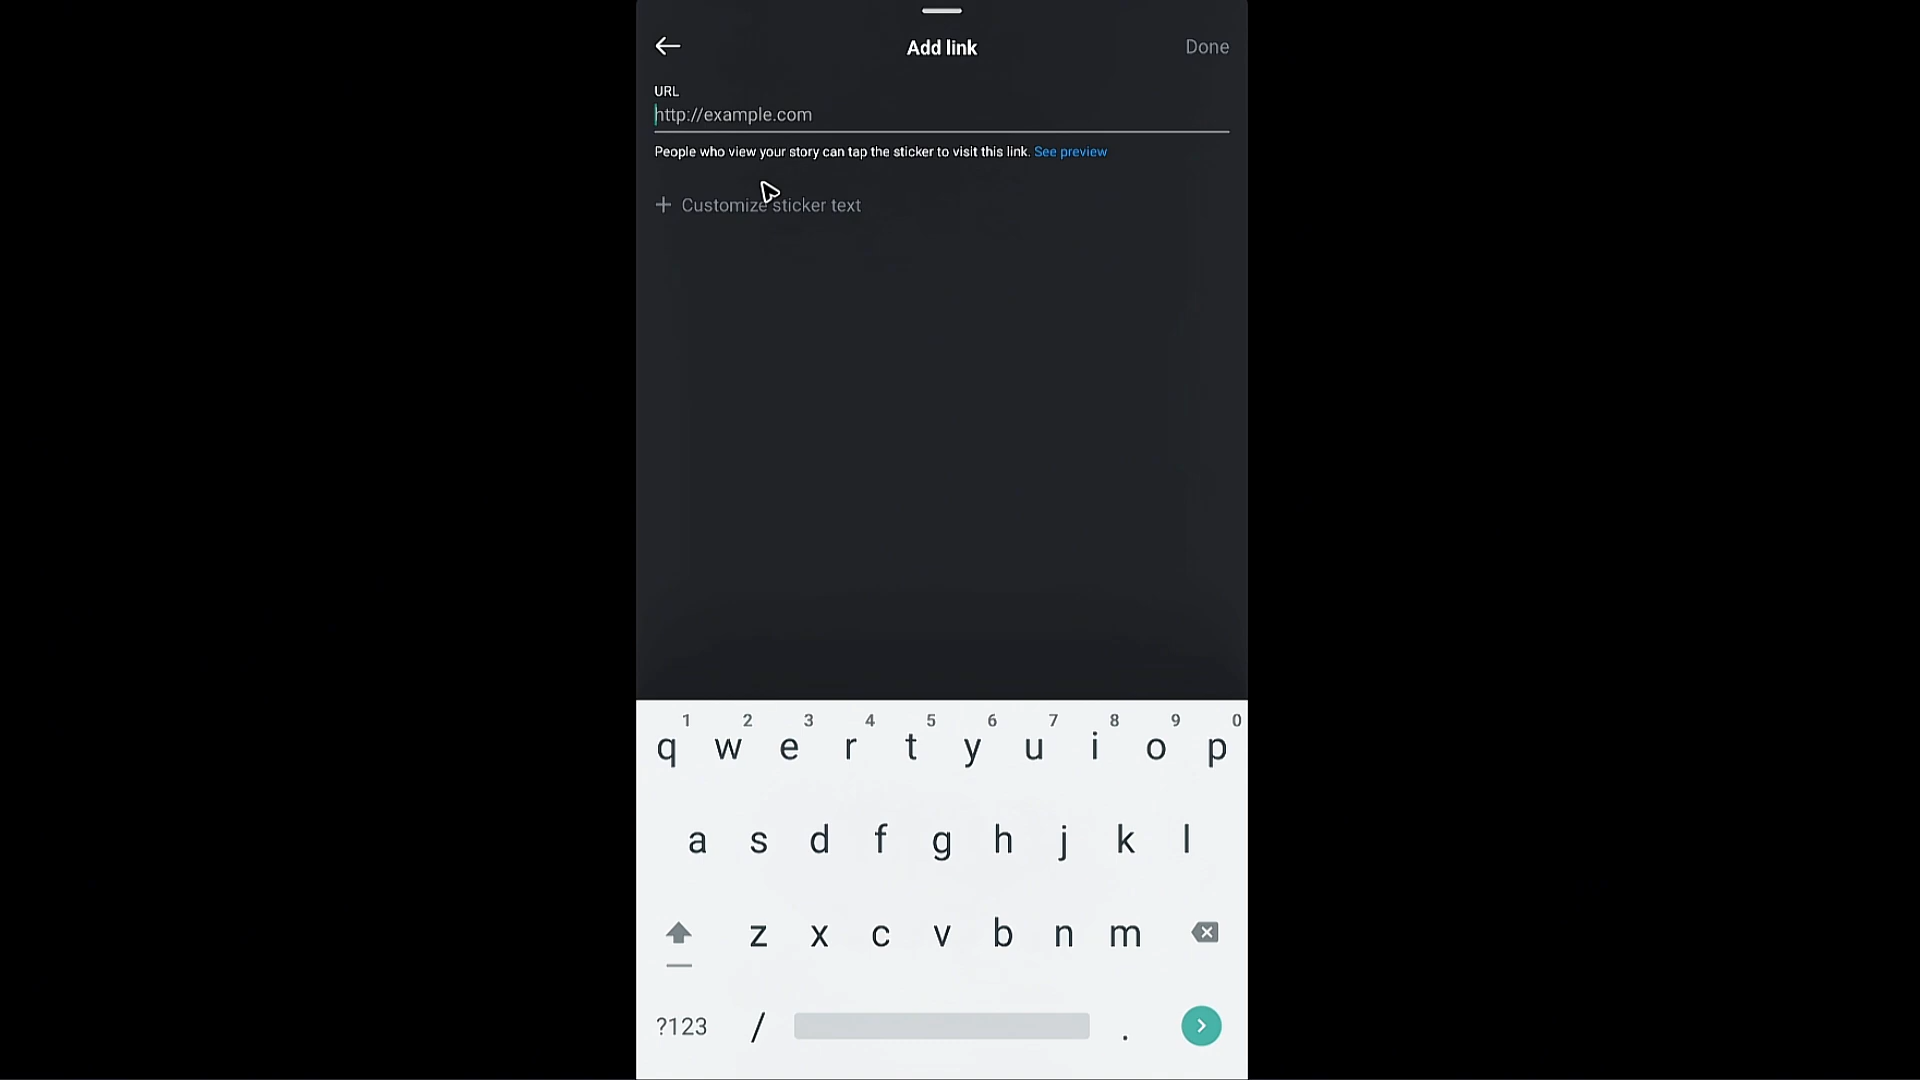 Add link
Done
URL
http://example.com
People who view your story can tap the sticker to visit this link. See preview
+ Customize sticker text
1 2 3 4 5 6 7 8 9 0
q w e r t y u i o p
a s d f g h j k l
z x c v b n m
?123 / .